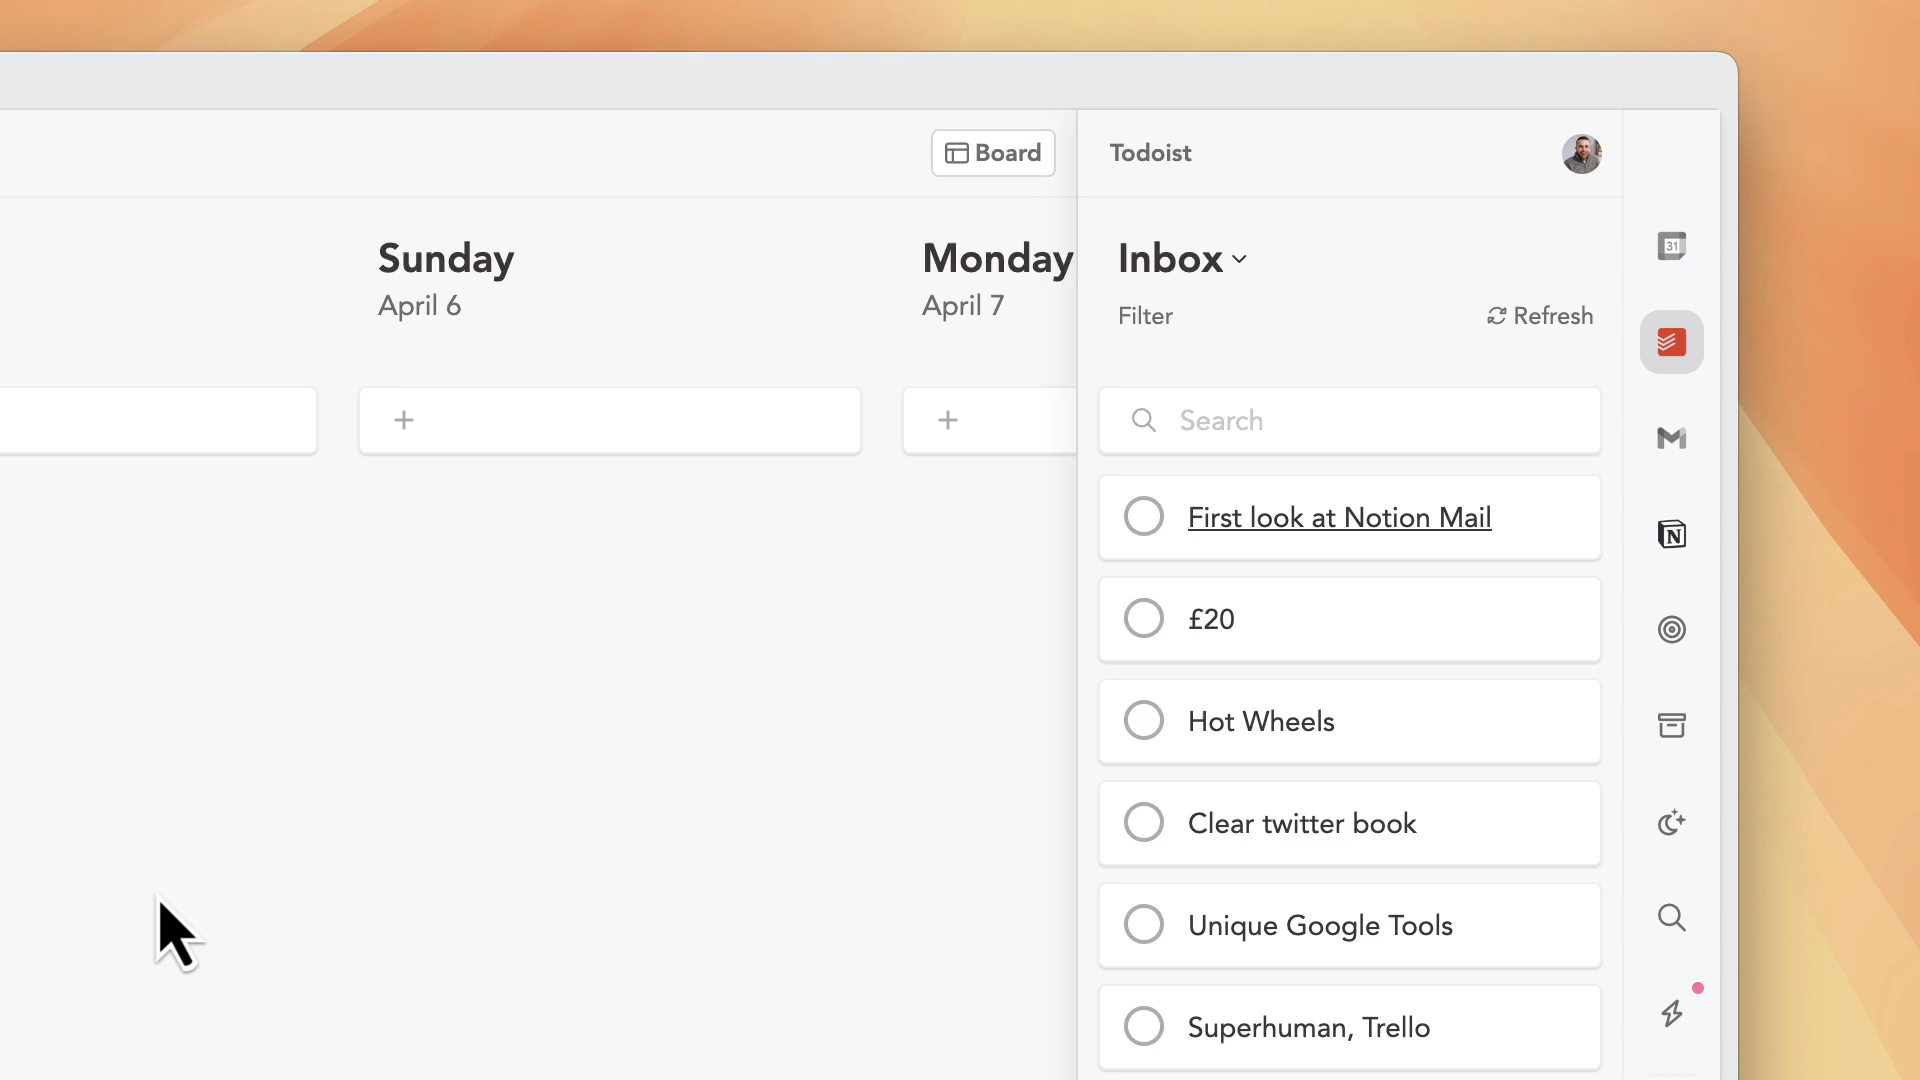 Board
Todoist
Sunday
April 6
Monday
April 7
Inbox
Filter
Refresh
31
Search
First look at Notion Mail
£20
N
Hot Wheels
Clear twitter book
Unique Google Tools
Superhuman, Trello